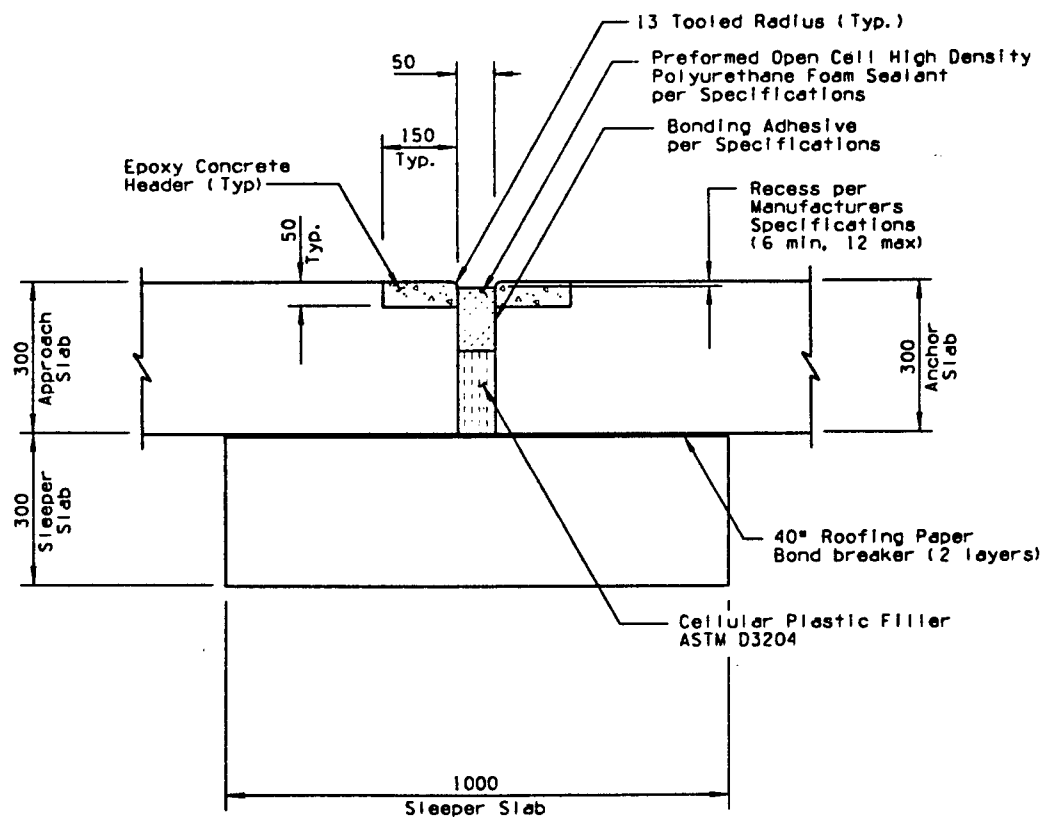 13 Tooled Radius (Typ.)
50
Preformed Open Cell High Density
Polyurethane Foam Sealant
per Specifications
150
Typ.
Bonding Adhesive
per Specifications
Epoxy Concrete
Header (Typ)
50
Typ.
Recess per
Manufacturers
Specifications
(6 min, 12 max)
300
Approach
Slab
300
Anchor
Slab
300
Sleeper
Slab
40# Roofing Paper
Bond breaker (2 layers)
Cellular Plastic Filler
ASTM D3204
1000
Sleeper Slab